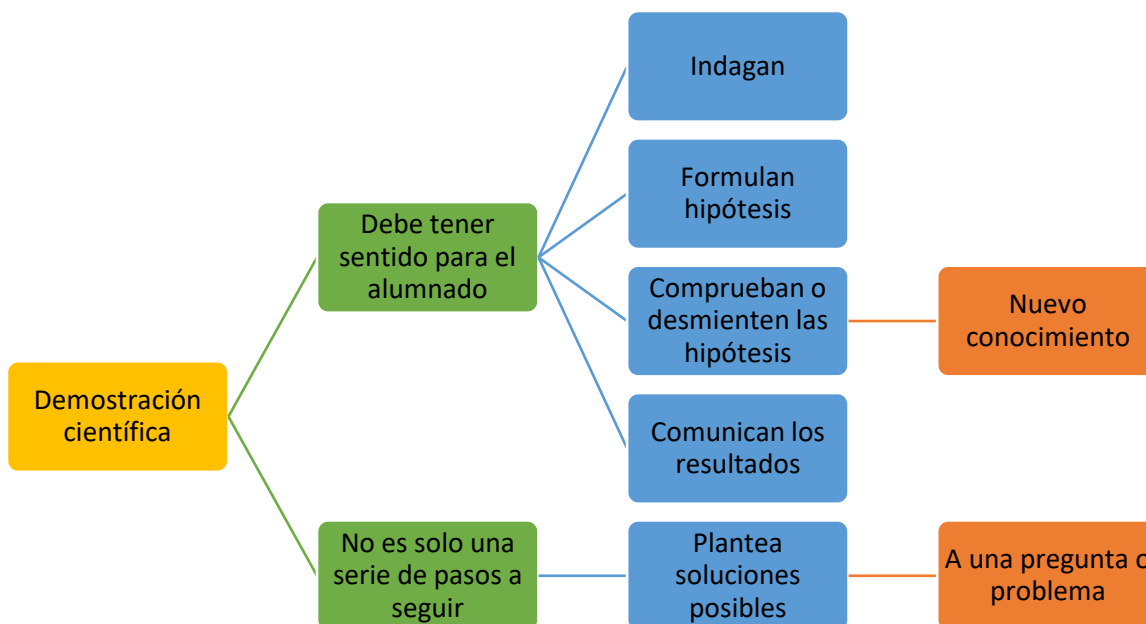 Demostración
científica
Debe tener
sentido para el
alumnado
Indagan
Formulan
hipótesis
Comprueban o
desmienten las
hipótesis
Nuevo
conocimiento
Comunican los
resultados
No es solo una
serie de pasos a
seguir
Plantea
soluciones
posibles
A una pregunta o
problema